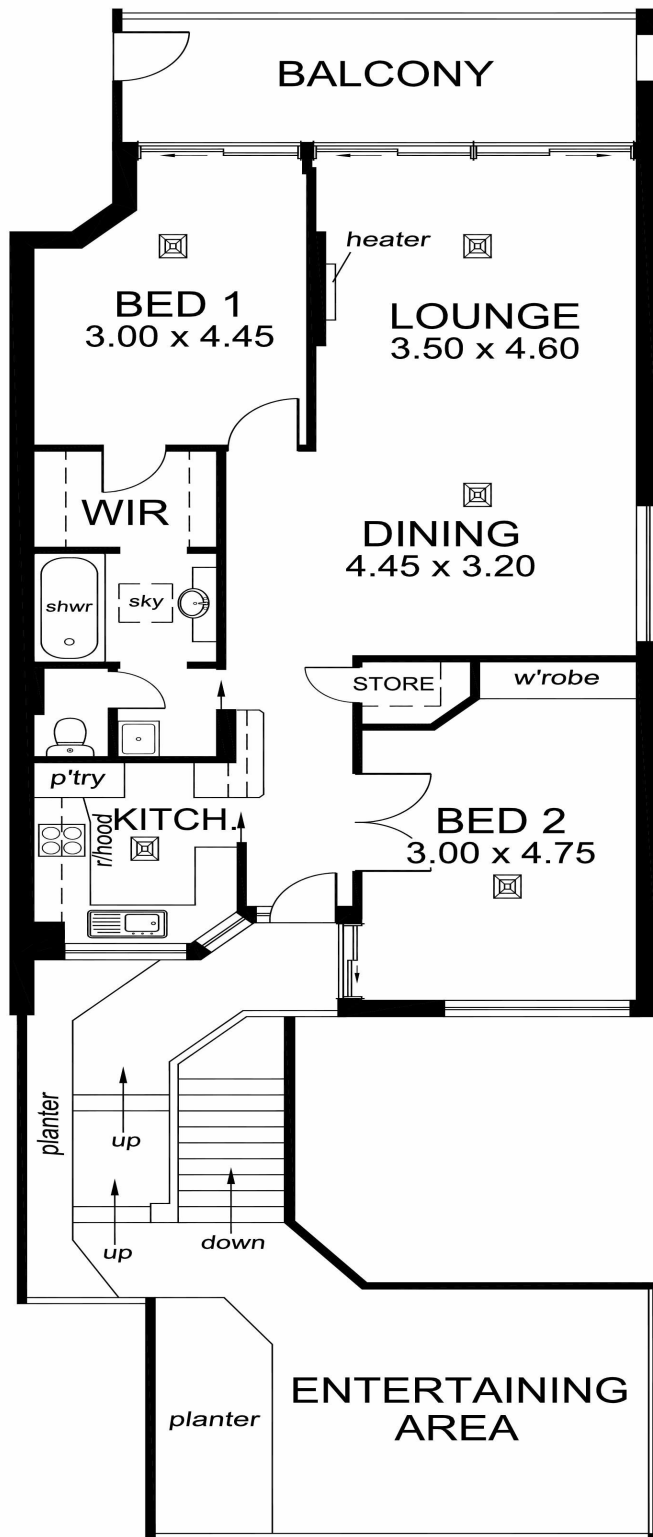 BALCONY
heater
BED 1
3.00 x 4.45
LOUNGE
3.50 x 4.60
WIR
DINING
4.45 x 3.20
shwr
sky
STORE
w'robe
p'try
KITCH.
r/hood
BED 2
3.00 x 4.75
planter
up
up
down
ENTERTAINING
AREA
planter